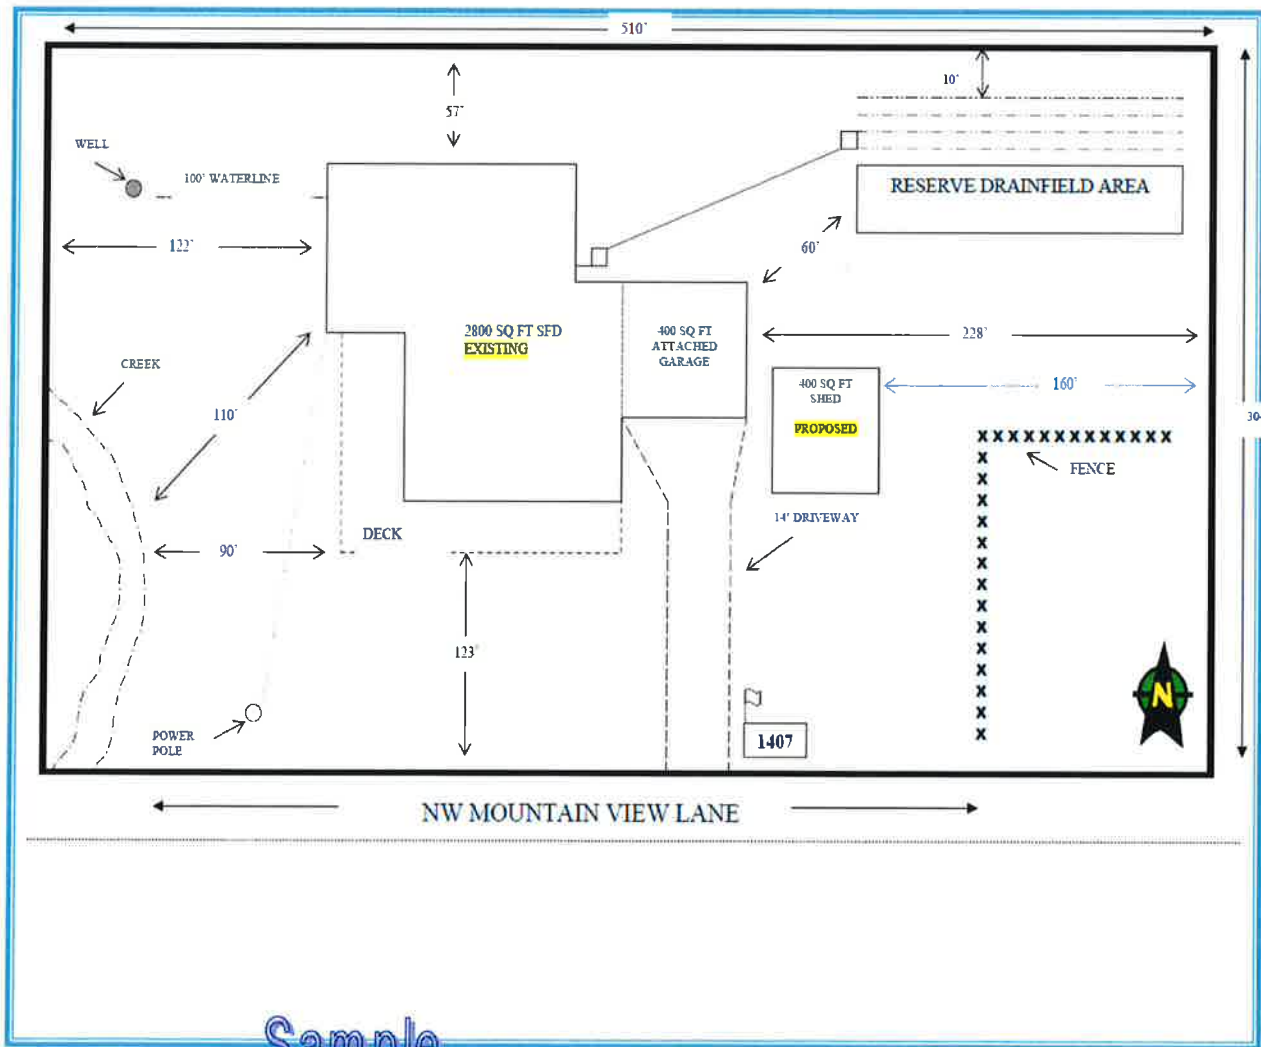 510'
10'
57'
WELL
100' WATERLINE
RESERVE DRAINFIELD AREA
122'
60'
2800 SQ FT SFD
EXISTING
400 SQ FT
ATTACHED
GARAGE
228'
CREEK
400 SQ FT
SHED
PROPOSED
160'
110'
30
X X X X X X X X X X X X X
X
X
X
X
X
X
X
X
X
X
X
X
X
X
FENCE
14' DRIVEWAY
DECK
90'
123'
N
POWER
POLE
1407
NW MOUNTAIN VIEW LANE
Sample